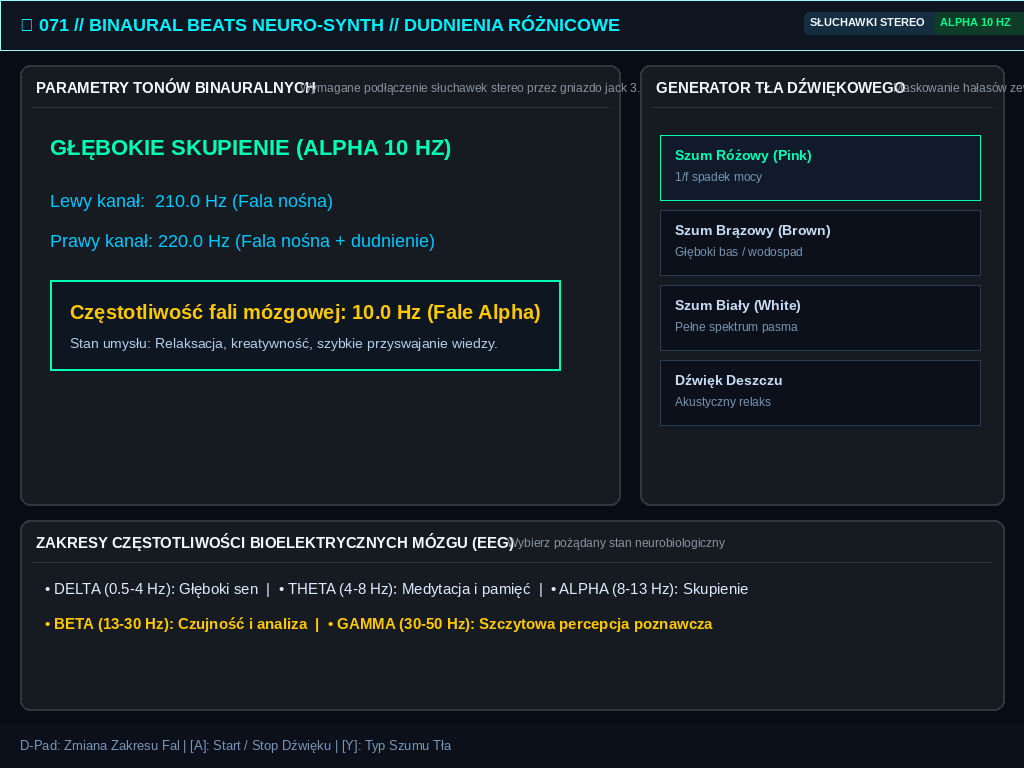 071 // BINAURAL BEATS NEURO-SYNTH // DUDNIENIA RÓŻNICOWE
SŁUCHAWKI STEREO
ALPHA 10 HZ
PARAMETRY TONÓW BINAURALNYCH
Wymagane podłączenie słuchawek stereo przez gniazdo jack 3.
GŁĘBOKIE SKUPIENIE (ALPHA 10 HZ)
Lewy kanał: 210.0 Hz (Fala nośna)
Prawy kanał: 220.0 Hz (Fala nośna + dudnienie)
Częstotliwość fali mózgowej: 10.0 Hz (Fale Alpha)
Stan umysłu: Relaksacja, kreatywność, szybkie przyswajanie wiedzy.
GENERATOR TŁA DŹWIĘKOWEGO
Maskowanie hałasów
Szum Różowy (Pink)
1/f spadek mocy
Szum Brązowy (Brown)
Głęboki bas / wodospad
Szum Biały (White)
Pełne spektrum pasma
Dźwięk Deszczu
Akustyczny relaks
ZAKRESY CZĘSTOTLIWOŚCI BIOELEKTRYCZNYCH MÓZGU (EEG)
Wybierz pożądany stan neurobiologiczny
• DELTA (0.5-4 Hz): Głęboki sen | • THETA (4-8 Hz): Medytacja i pamięć | • ALPHA (8-13 Hz): Skupienie
• BETA (13-30 Hz): Czujność i analiza | • GAMMA (30-50 Hz): Szczytowa percepcja poznawcza
D-Pad: Zmiana Zakresu Fal | [A]: Start / Stop Dźwięku | [Y]: Typ Szumu Tła